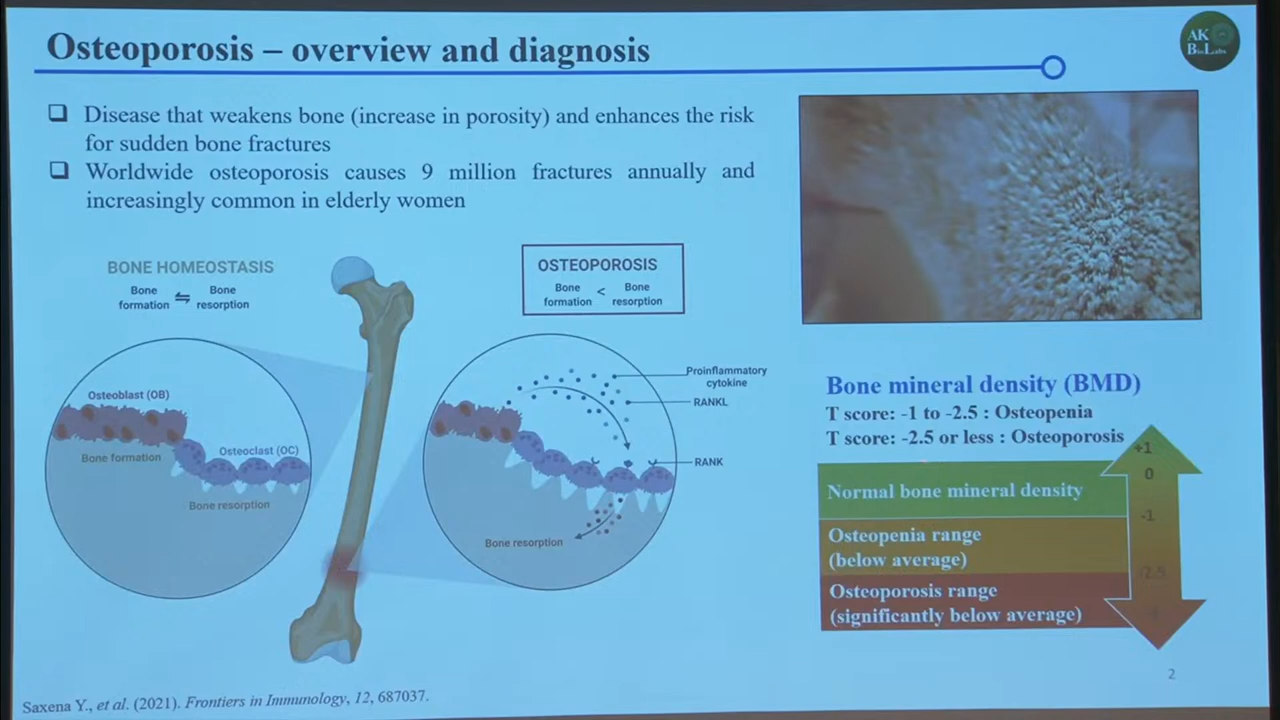 Osteoporosis – overview and diagnosis
AK
BioLabs
❑ Disease that weakens bone (increase in porosity) and enhances the risk
for sudden bone fractures
❑ Worldwide osteoporosis causes 9 million fractures annually and
increasingly common in elderly women
BONE HOMEOSTASIS
Bone formation ⇋ Bone resorption
OSTEOPOROSIS
Bone formation < Bone resorption
Osteoblast (OB)
Bone formation
Osteoclast (OC)
Bone resorption
Proinflammatory
cytokine
RANKL
RANK
Bone resorption
Bone mineral density (BMD)
T score: -1 to -2.5 : Osteopenia
T score: -2.5 or less : Osteoporosis
+1
0
Normal bone mineral density
-1
Osteopenia range
(below average)
-2.5
Osteoporosis range
(significantly below average)
2
Saxena Y., et al. (2021). Frontiers in Immunology, 12, 687037.